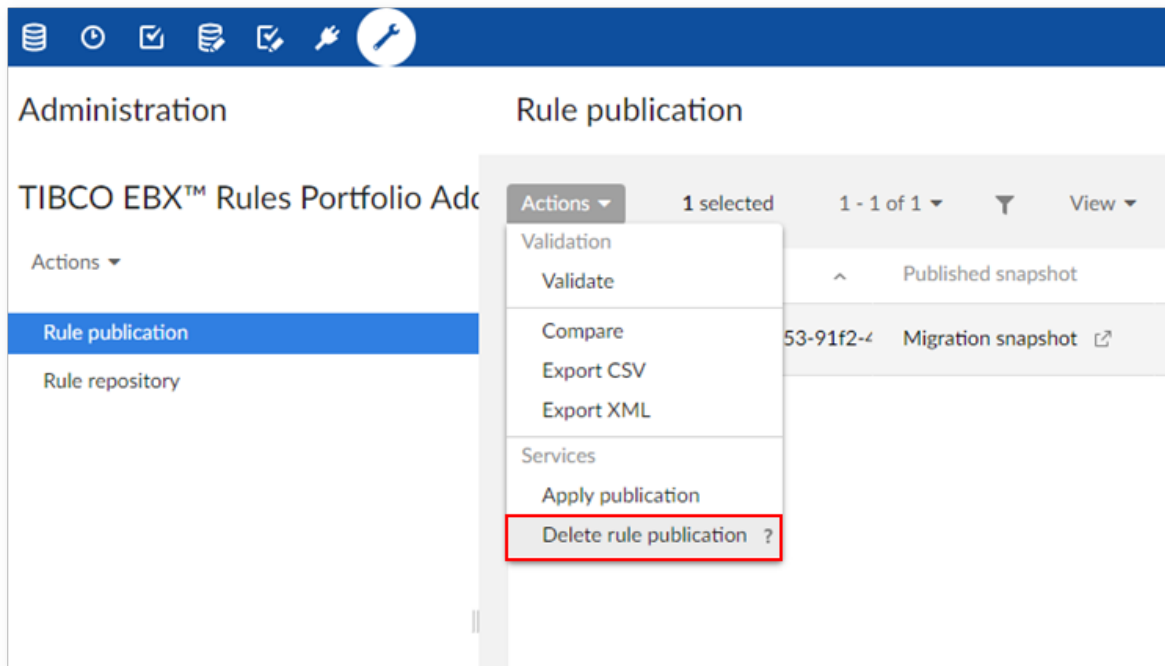 Administration
Rule publication
TIBCO EBX™ Rules Portfolio Add
Actions
1 selected
1 - 1 of 1
View
Actions
Validation
Validate
Published snapshot
Rule publication
Compare
53-91f2-4
Migration snapshot
Export CSV
Rule repository
Export XML
Services
Apply publication
Delete rule publication ?